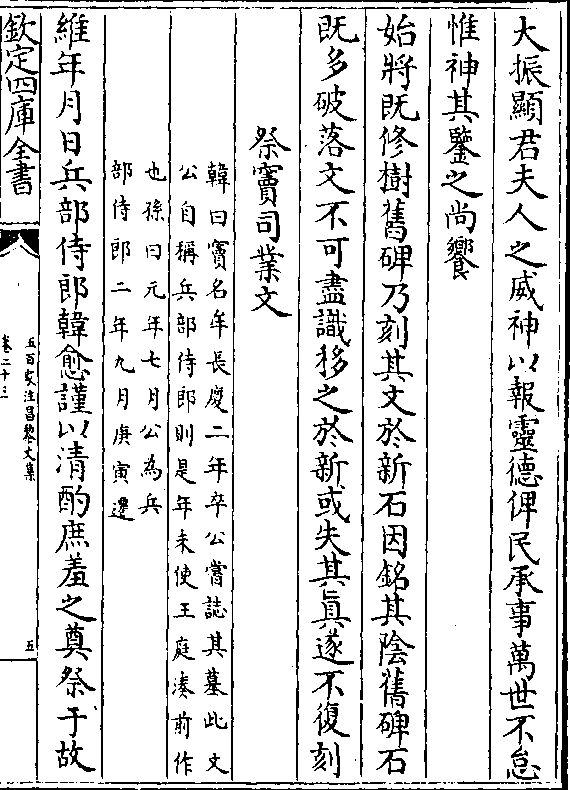 大振顯君夫人之威神以報靈德俾民承事萬世不怠
惟神其鑒之尚饗
始將既修樹舊碑乃刻其文於新石因銘其陰舊碑石
既多破落文不可盡識移之於新或失其眞遂不復刻
祭竇司業文
韓曰竇名牟長慶二年卒公嘗誌其墓此文
公自稱兵部侍郎則是年未使王庭湊前作
也孫曰元年七月公為兵
部侍郎二年九月庚寅遷
維年月日兵部侍郎韓愈謹以清酌庶羞之奠祭于故
欽定四庫全書
五百家注昌黎文集
卷二十三
五